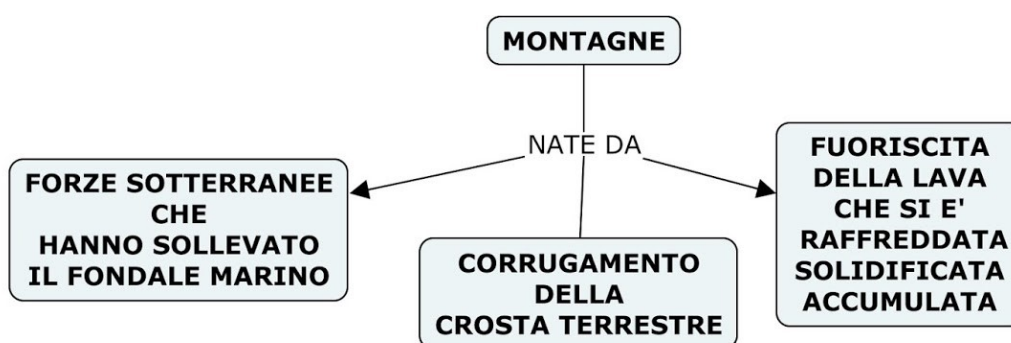 MONTAGNE
NATE DA
FORZE SOTTERRANEE
CHE
HANNO SOLLEVATO
IL FONDALE MARINO
CORRUGAMENTO
DELLA
CROSTA TERRESTRE
FUORISCITA
DELLA LAVA
CHE SI E'
RAFFREDDATA
SOLIDIFICATA
ACCUMULATA